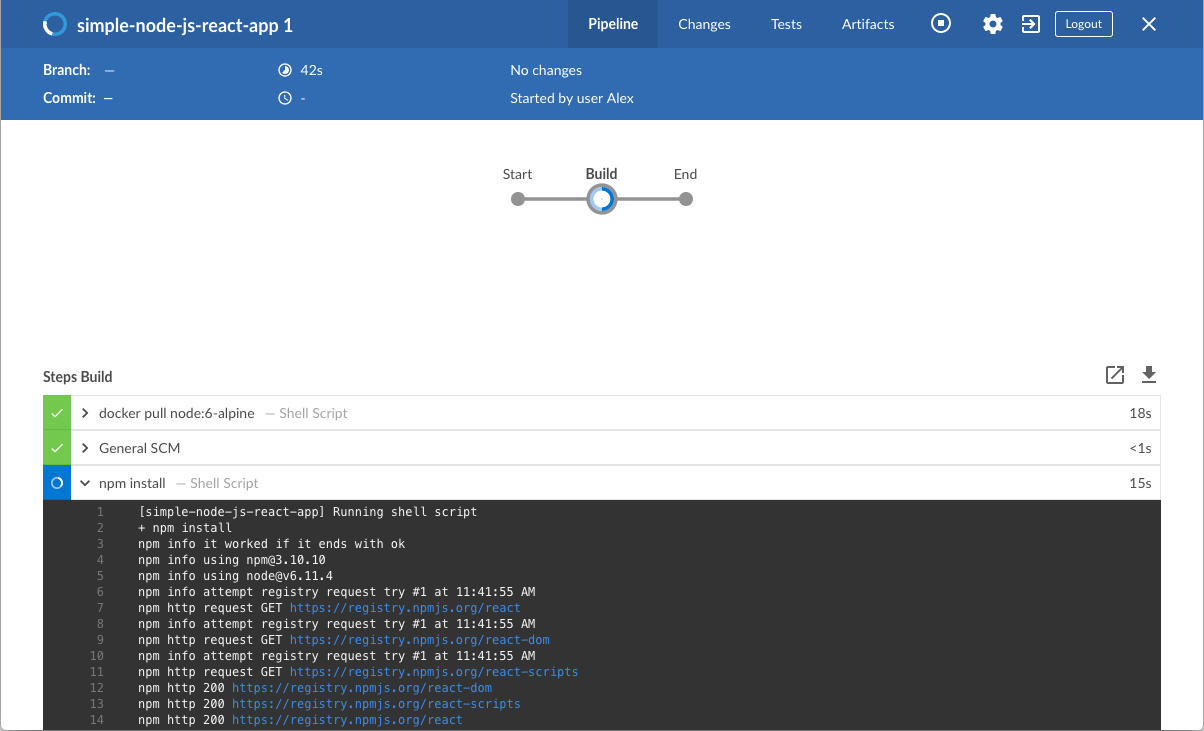 simple-node-js-react-app 1
Pipeline
Changes
Tests
Artifacts
Logout
Branch: —
42s
No changes
Commit: —
-
Started by user Alex
Start
Build
End
Steps Build
docker pull node:6-alpine — Shell Script
18s
General SCM
<1s
npm install — Shell Script
15s
1 [simple-node-js-react-app] Running shell script
2 + npm install
3 npm info it worked if it ends with ok
4 npm info using npm@3.10.10
5 npm info using node@v6.11.4
6 npm info attempt registry request try #1 at 11:41:55 AM
7 npm http request GET https://registry.npmjs.org/react
8 npm info attempt registry request try #1 at 11:41:55 AM
9 npm http request GET https://registry.npmjs.org/react-dom
10 npm info attempt registry request try #1 at 11:41:55 AM
11 npm http request GET https://registry.npmjs.org/react-scripts
12 npm http 200 https://registry.npmjs.org/react-dom
13 npm http 200 https://registry.npmjs.org/react-scripts
14 npm http 200 https://registry.npmjs.org/react